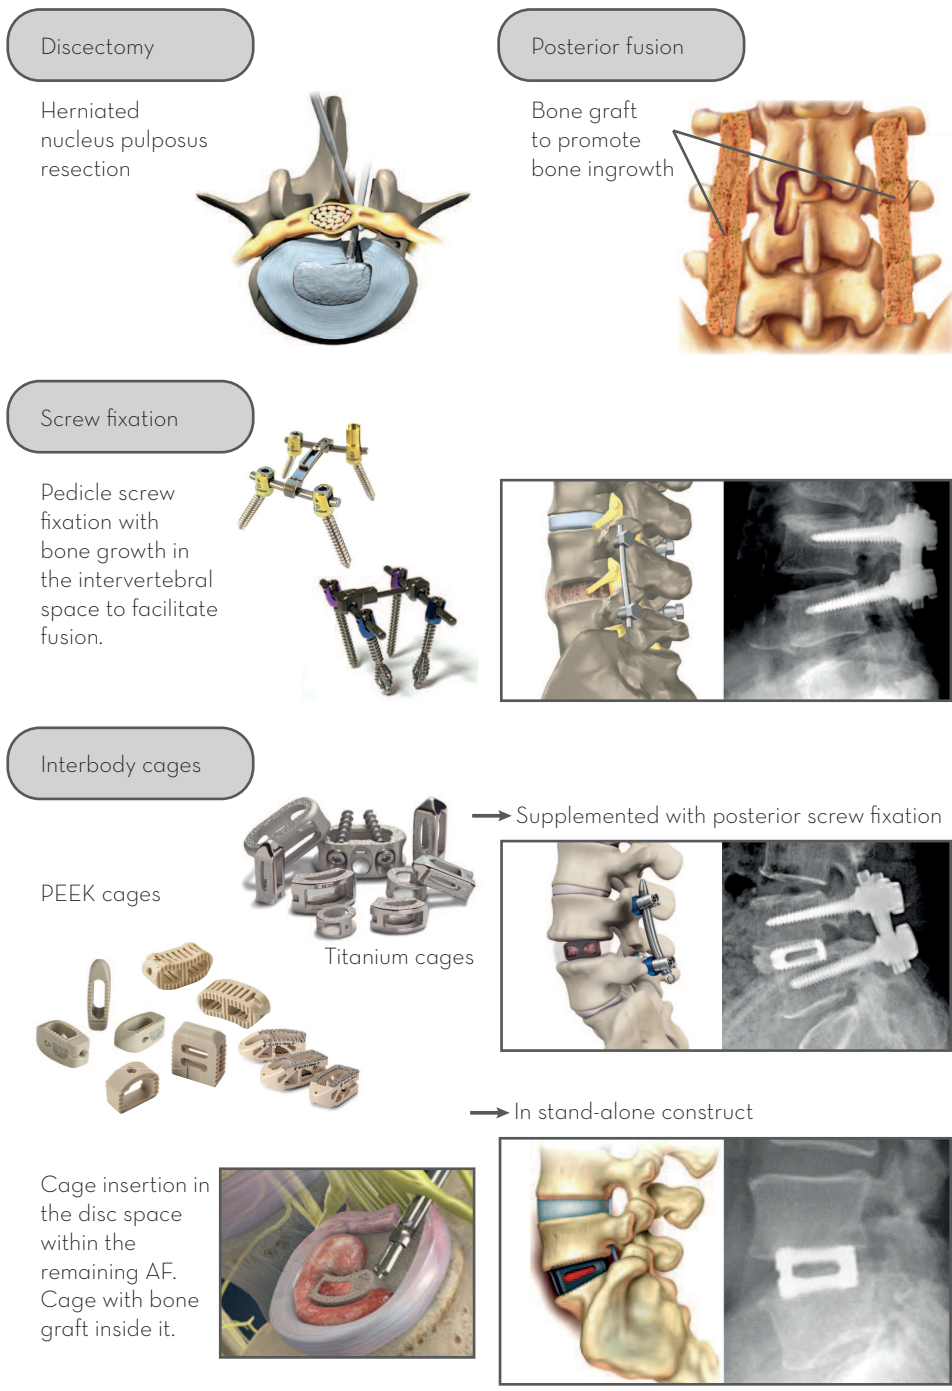 Discectomy
Herniated
nucleus pulposus
resection
Posterior fusion
Bone graft
to promote
bone ingrowth
Screw fixation
Pedicle screw
fixation with
bone growth in
the intervertebral
space to facilitate
fusion.
Interbody cages
PEEK cages
Titanium cages
Supplemented with posterior screw fixation
In stand-alone construct
Cage insertion in
the disc space
within the
remaining AF.
Cage with bone
graft inside it.